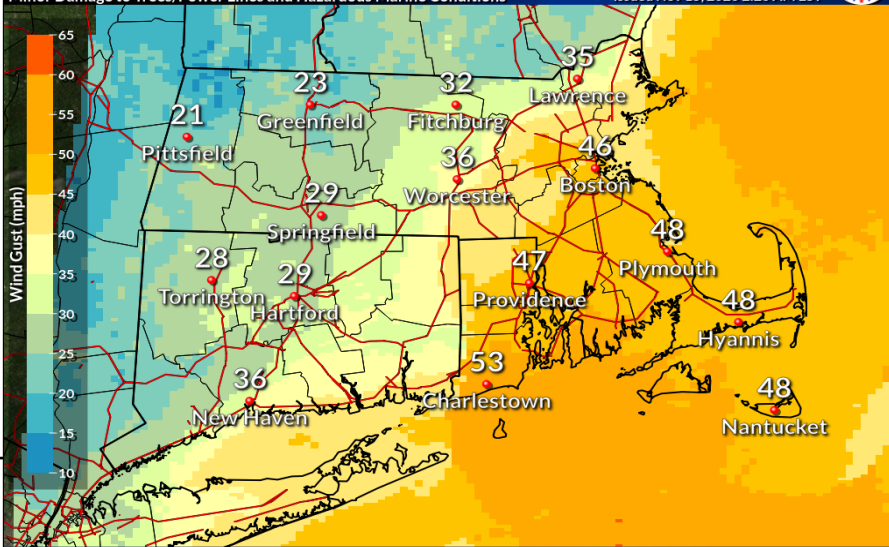 65
60
55
50
45
40
35
30
25
20
15
10
Wind Gust (mph)
35
Lawrence
23
Greenfield
32
Fitchburg
21
Pittsfield
46
Boston
36
Worcester
29
Springfield
48
Plymouth
28
Torrington
29
Hartford
47
Providence
48
Hyannis
53
Charlestown
36
New Haven
48
Nantucket